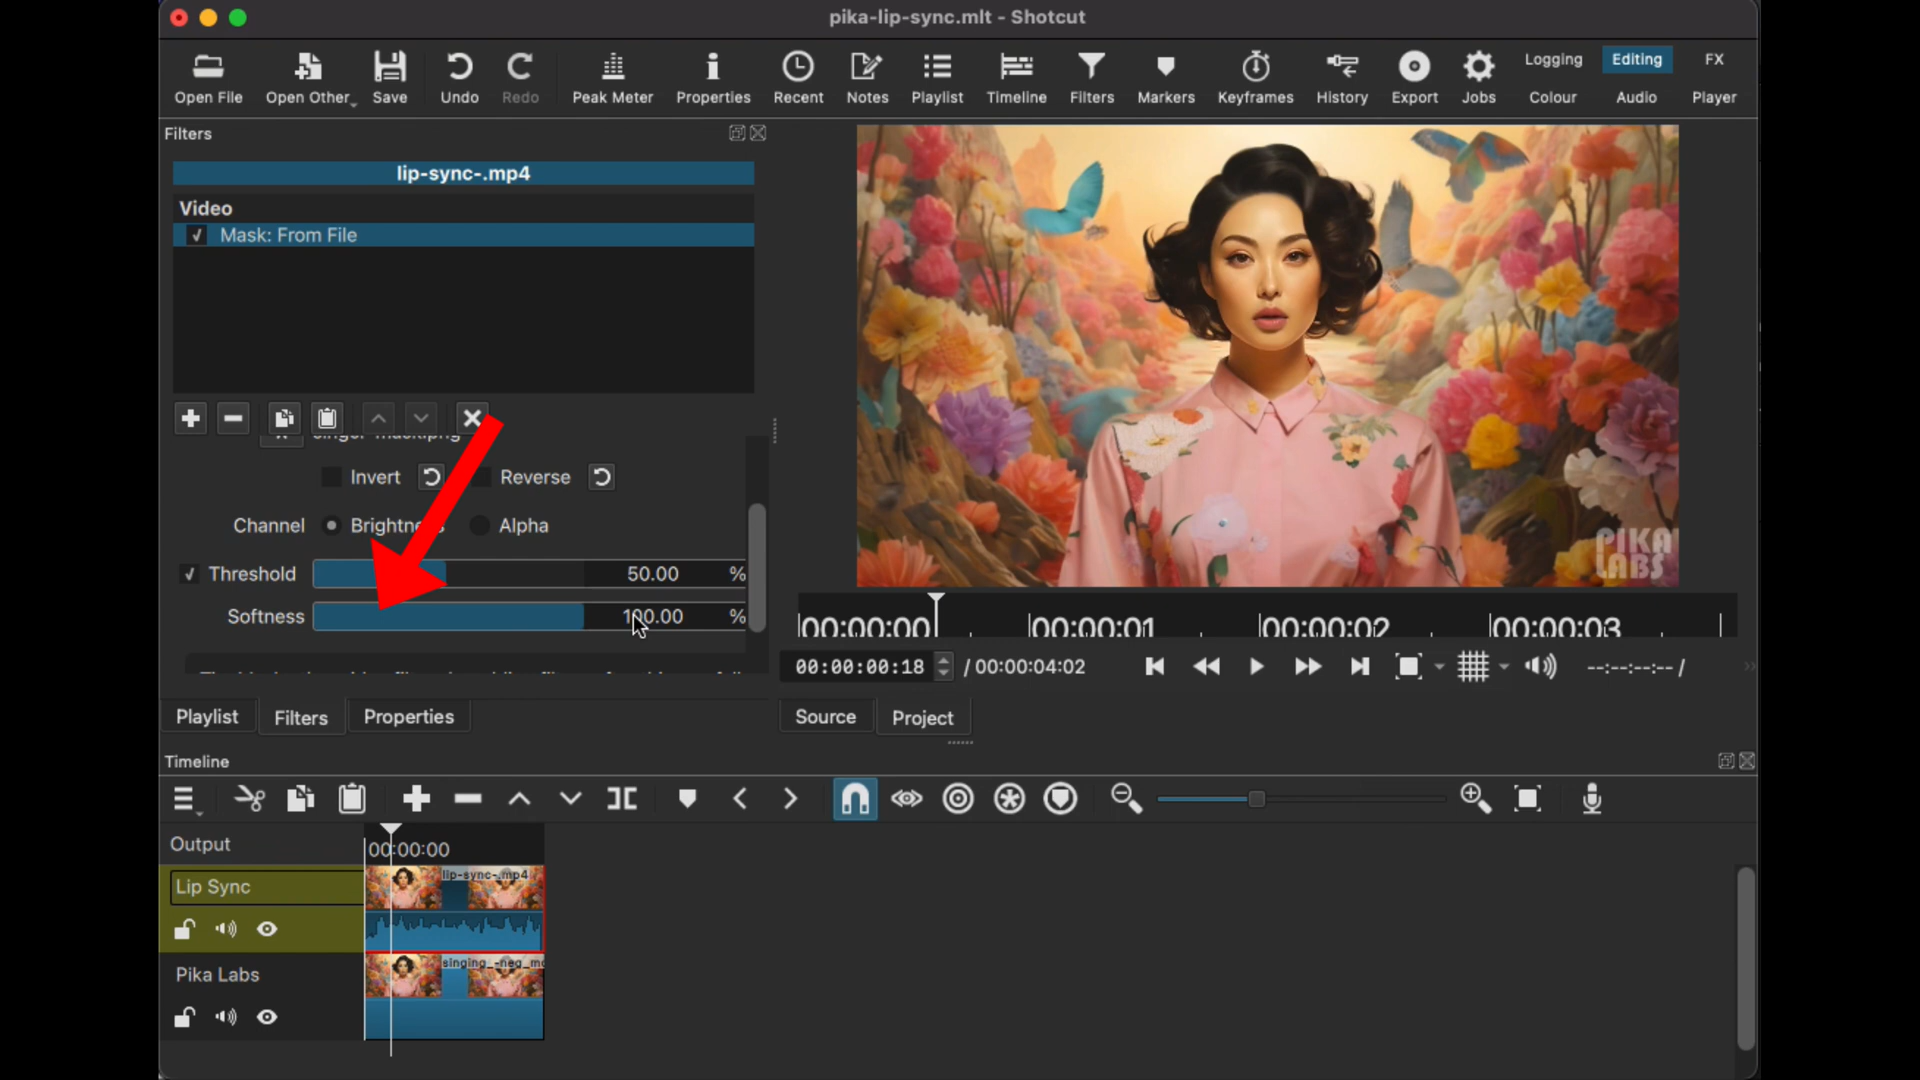 pika-lip-sync.mlt - Shotcut
Open File
Open Other
Save
Undo
Redo
Peak Meter
Properties
Recent
Notes
Playlist
Timeline
Filters
Markers
Keyframes
History
Export
Jobs
Logging
Editing
FX
Colour
Audio
Player
Filters
lip-sync-.mp4
Video
Mask: From File
Invert
Reverse
Channel
Alpha
Threshold
50.00 %
Softness
100.00 %
PIKA
LABS
00:00:00
00:00:01
00:00:02
00:00:03
00:00:00:18
/ 00:00:04:02
--:--:--:-- /
Playlist
Filters
Properties
Source
Project
Timeline
Output
00:00:00
Lip Sync
lip-sync-.mp4
Pika Labs